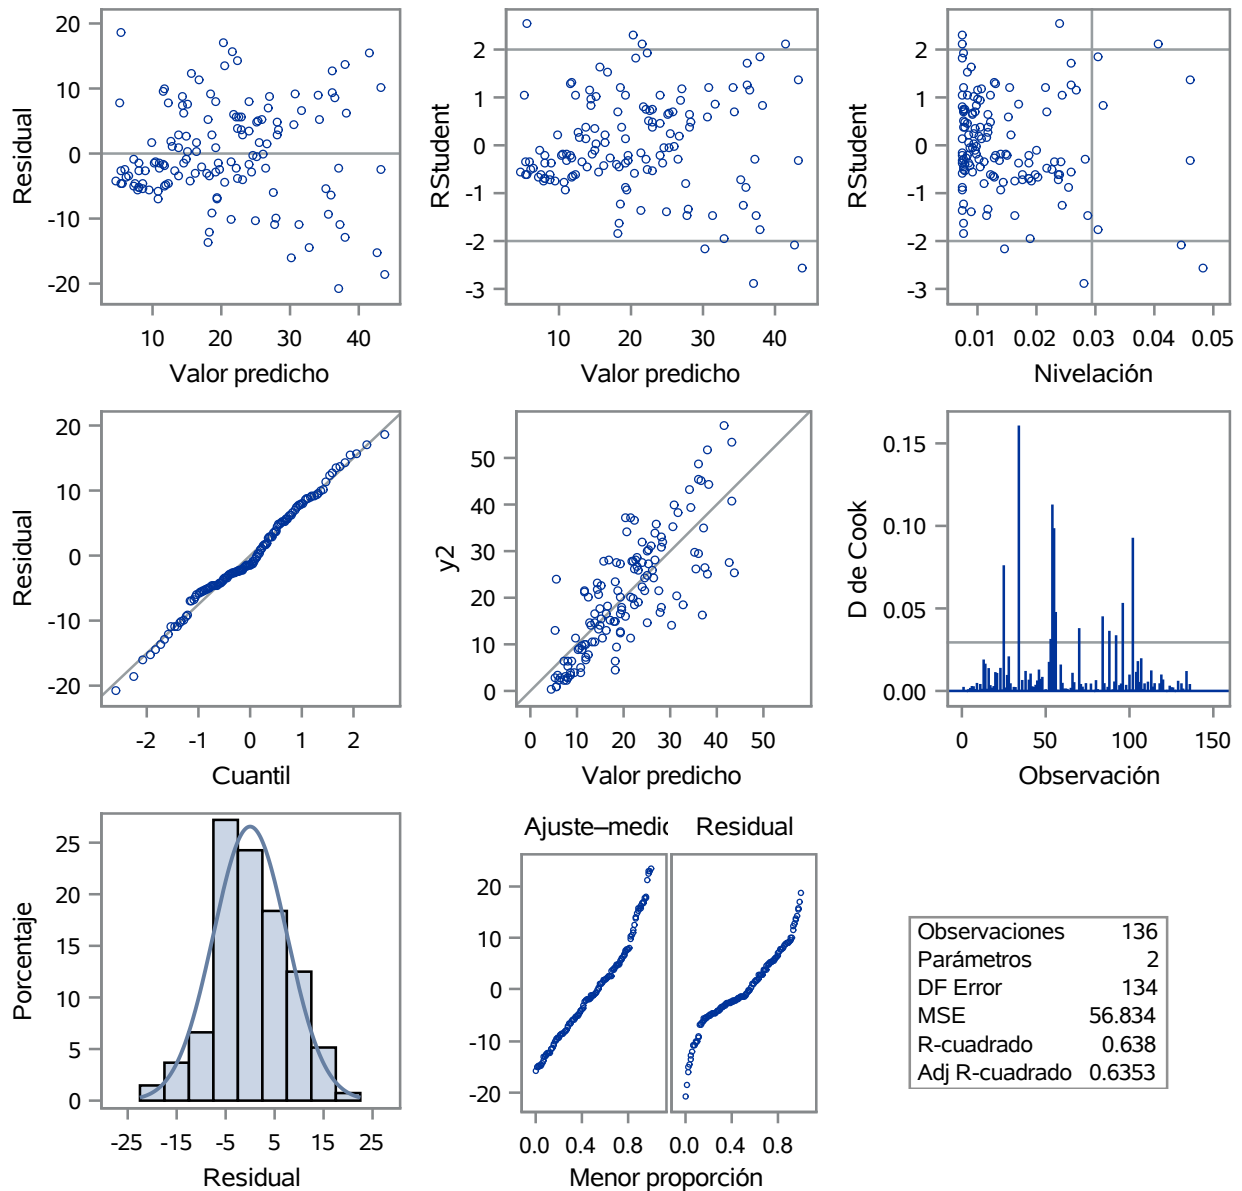 20
10
0
-10
-20
Residual
10 20 30 40
Valor predicho
2
1
0
-1
-2
-3
RStudent
10 20 30 40
Valor predicho
2
1
0
-1
-2
-3
RStudent
0.01 0.02 0.03 0.04 0.05
Nivelación
20
10
0
-10
-20
Residual
-2 -1 0 1 2
Cuantil
50
40
30
20
10
0
y2
0 10 20 30 40 50
Valor predicho
0.15
0.10
0.05
0.00
D de Cook
0 50 100 150
Observación
25
20
15
10
5
0
Porcentaje
-25 -15 -5 5 15 25
Residual
Ajuste–medic Residual
20
10
0
-10
-20
0.0 0.4 0.8 0.0 0.4 0.8
Menor proporción
Observaciones 136
Parámetros 2
DF Error 134
MSE 56.834
R-cuadrado 0.638
Adj R-cuadrado 0.6353